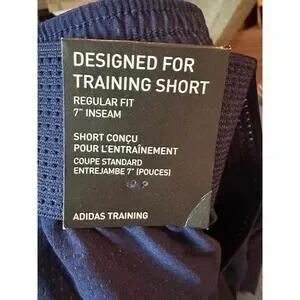 DESIGNED FOR
TRAINING SHORT
REGULAR FIT
7" INSEAM
SHORT CONÇU
POUR L'ENTRAÎNEMENT
COUPE STANDARD
ENTREJAMBE 7" (POUCES)
ADIDAS TRAINING